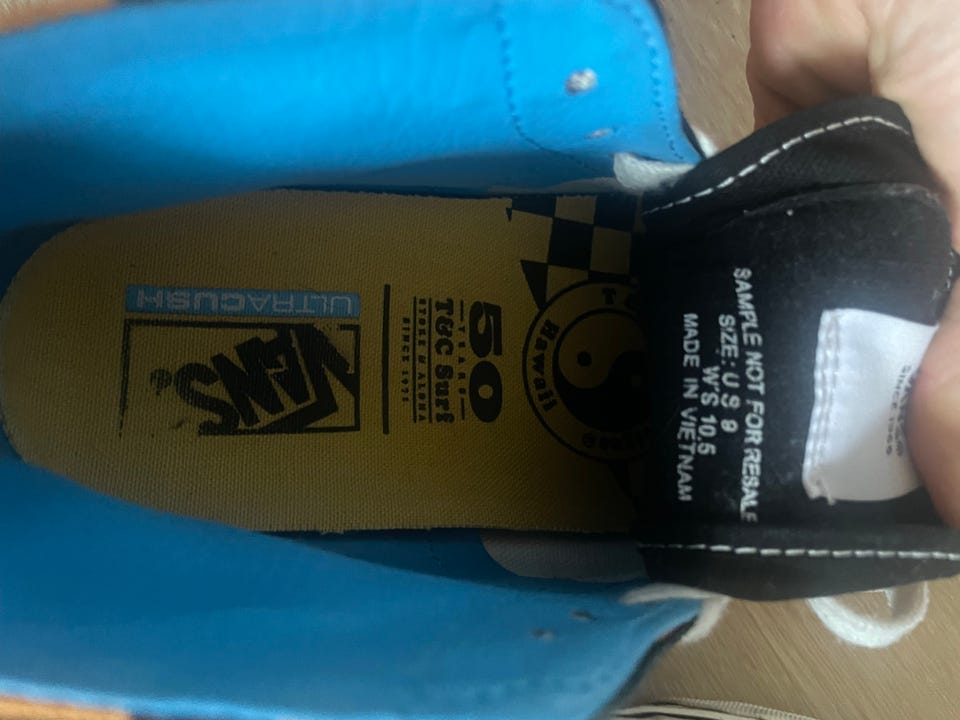 ULTRACUSH
VANS
50
YEARS
T&C Surf
STOKE & ALOHA
SINCE 1971
Hawaii
SAMPLE NOT FOR RESALE
SIZE: US 9
W'S 10.5
MADE IN VIETNAM